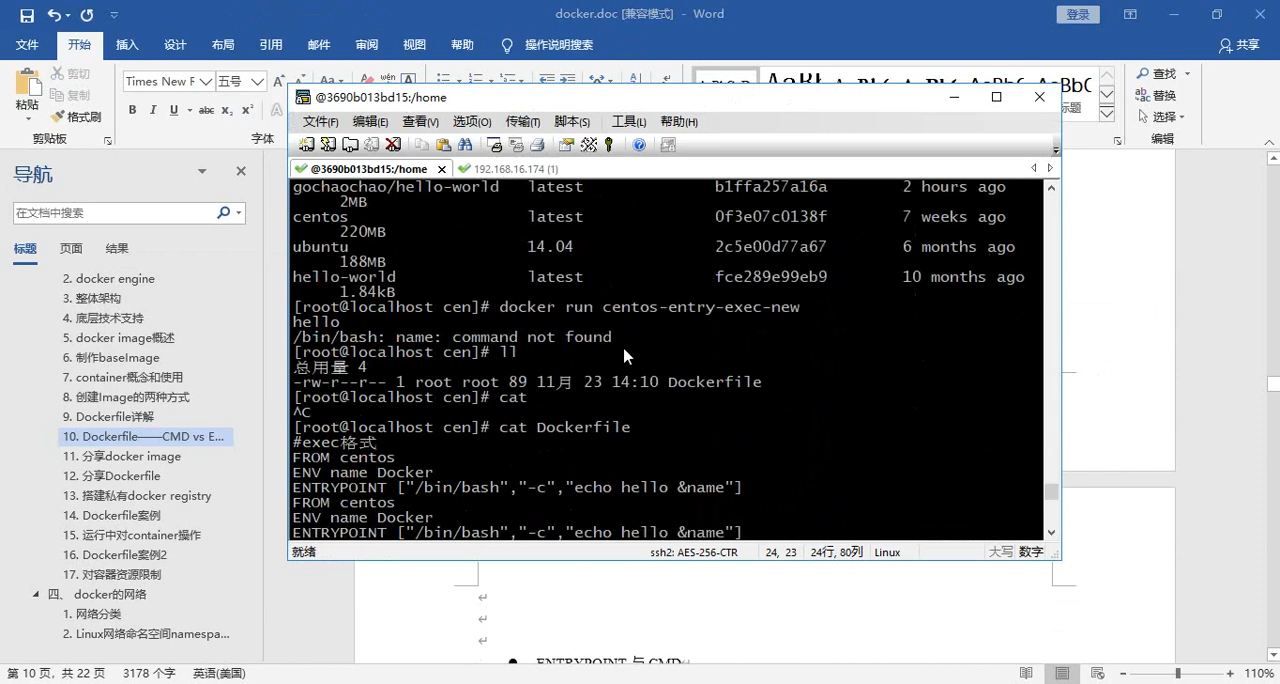 docker.doc [兼容模式] - Word
登录
文件 开始 插入 设计 布局 引用 邮件 审阅 视图 帮助 操作说明搜索 共享
粘贴
剪切
复制
格式刷
剪贴板
Times New F 五号
字体
查找
替换
选择
编辑
导航
在文档中搜索
标题 页面 结果
2. docker engine
3. 整体架构
4. 底层技术支持
5. docker image概述
6. 制作baseImage
7. container概念和使用
8. 创建Image的两种方式
9. Dockerfile详解
10. Dockerfile——CMD vs E...
11. 分享docker image
12. 分享Dockerfile
13. 搭建私有docker registry
14. Dockerfile案例
15. 运行中对container操作
16. Dockerfile案例2
17. 对容器资源限制
四、 docker的网络
1. 网络分类
2. Linux网络命名空间namespa...
@3690b013bd15:/home
文件(F) 编辑(E) 查看(V) 选项(O) 传输(T) 脚本(S) 工具(L) 帮助(H)
@3690b013bd15:/home 192.168.16.174 (1)
gochaochao/hello-world latest b1ffa257a16a 2 hours ago
2MB
centos latest 0f3e07c0138f 7 weeks ago
220MB
ubuntu 14.04 2c5e00d77a67 6 months ago
188MB
hello-world latest fce289e99eb9 10 months ago
1.84kB
[root@localhost cen]# docker run centos-entry-exec-new
hello
/bin/bash: name: command not found
[root@localhost cen]# ll
总用量 4
-rw-r--r-- 1 root root 89 11月 23 14:10 Dockerfile
[root@localhost cen]# cat
^C
[root@localhost cen]# cat Dockerfile
#exec格式
FROM centos
ENV name Docker
ENTRYPOINT ["/bin/bash","-c","echo hello &name"]
FROM centos
ENV name Docker
ENTRYPOINT ["/bin/bash","-c","echo hello &name"]
就绪 ssh2: AES-256-CTR 24, 23 24行, 80列 Linux 大写 数字
第 10 页，共 22 页 3178 个字 英语(美国) 110%